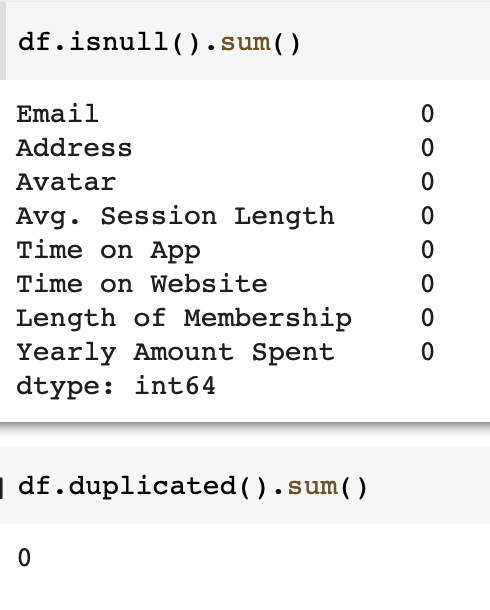 df.isnull().sum()
Email 0
Address 0
Avatar 0
Avg. Session Length 0
Time on App 0
Time on Website 0
Length of Membership 0
Yearly Amount Spent 0
dtype: int64
df.duplicated().sum()
0